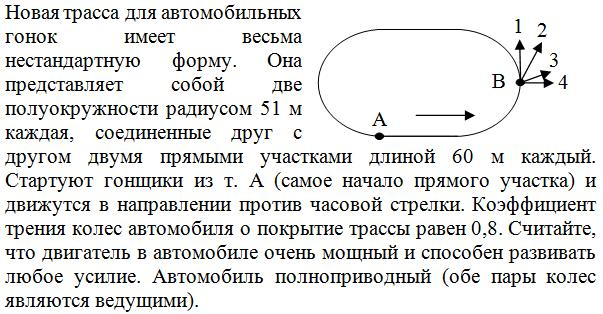 Новая трасса для автомобильных
гонок имеет весьма
нестандартную форму. Она
представляет собой две
полуокружности радиусом 51 м
каждая, соединенные друг с
другом двумя прямыми участками длиной 60 м каждый.
Стартуют гонщики из т. А (самое начало прямого участка) и
движутся в направлении против часовой стрелки. Коэффициент
трения колес автомобиля о покрытие трассы равен 0,8. Считайте,
что двигатель в автомобиле очень мощный и способен развивать
любое усилие. Автомобиль полноприводный (обе пары колес
являются ведущими).
1 2
3
В 4
А